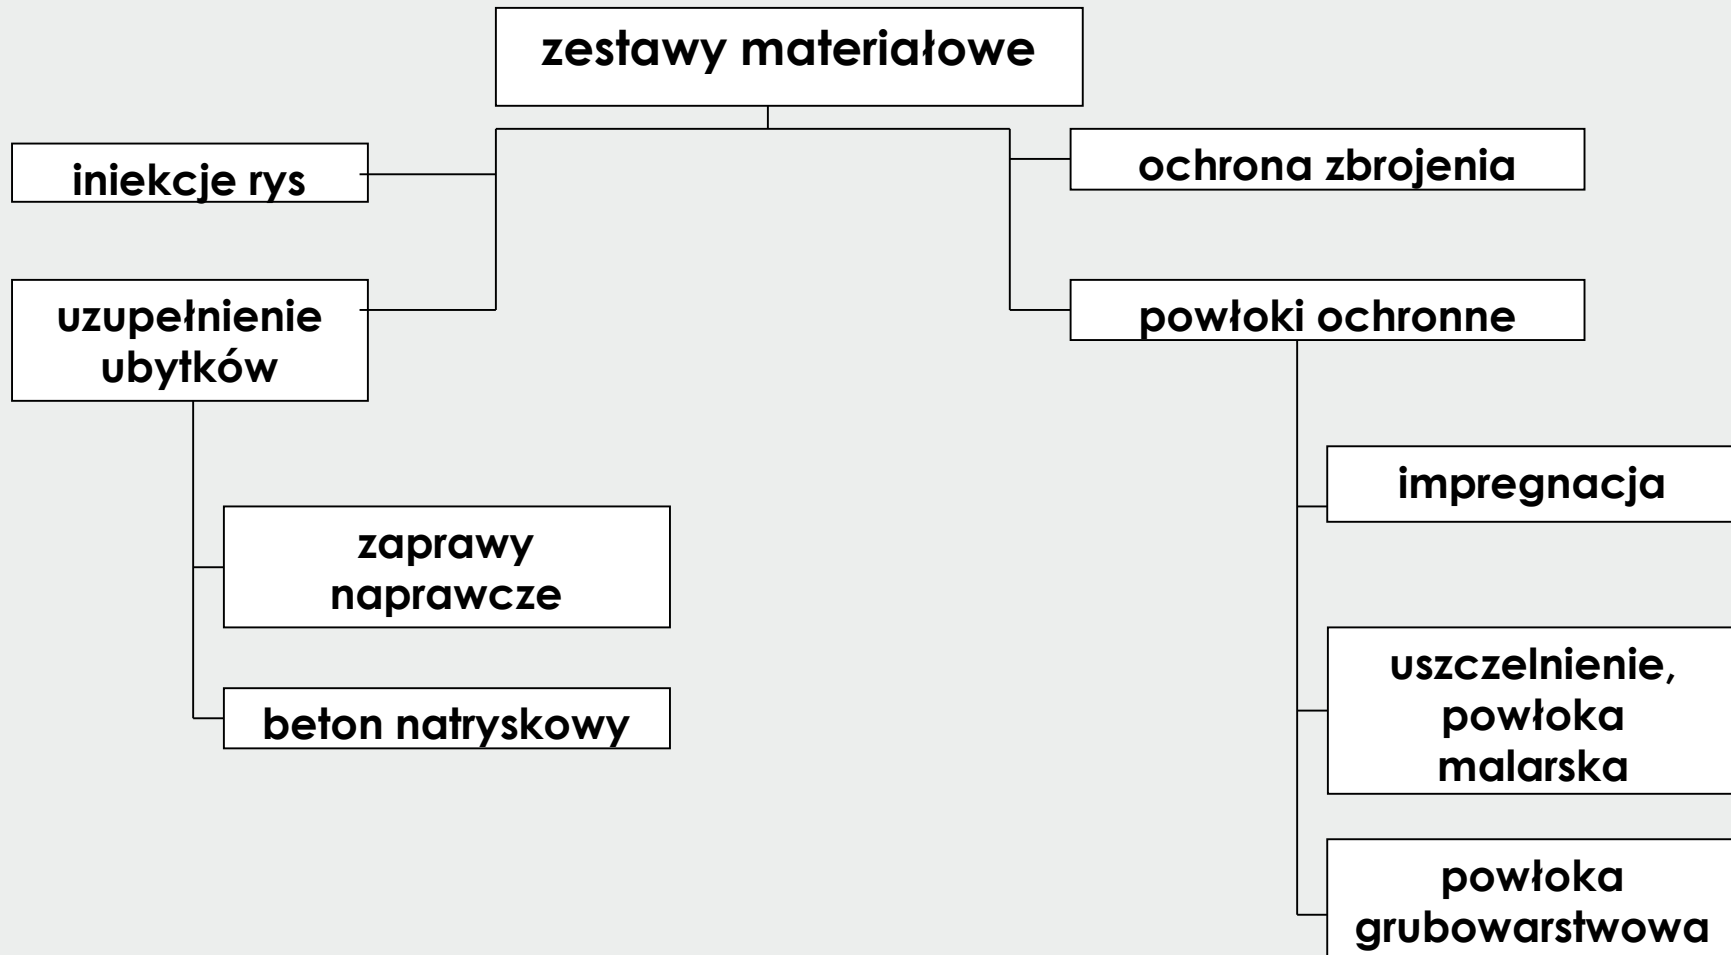 zestawy materiałowe
iniekcje rys
ochrona zbrojenia
uzupełnienie
ubytków
powłoki ochronne
zaprawy
naprawcze
beton natryskowy
impregnacja
uszczelnienie,
powłoka
malarska
powłoka
grubowarstwowa